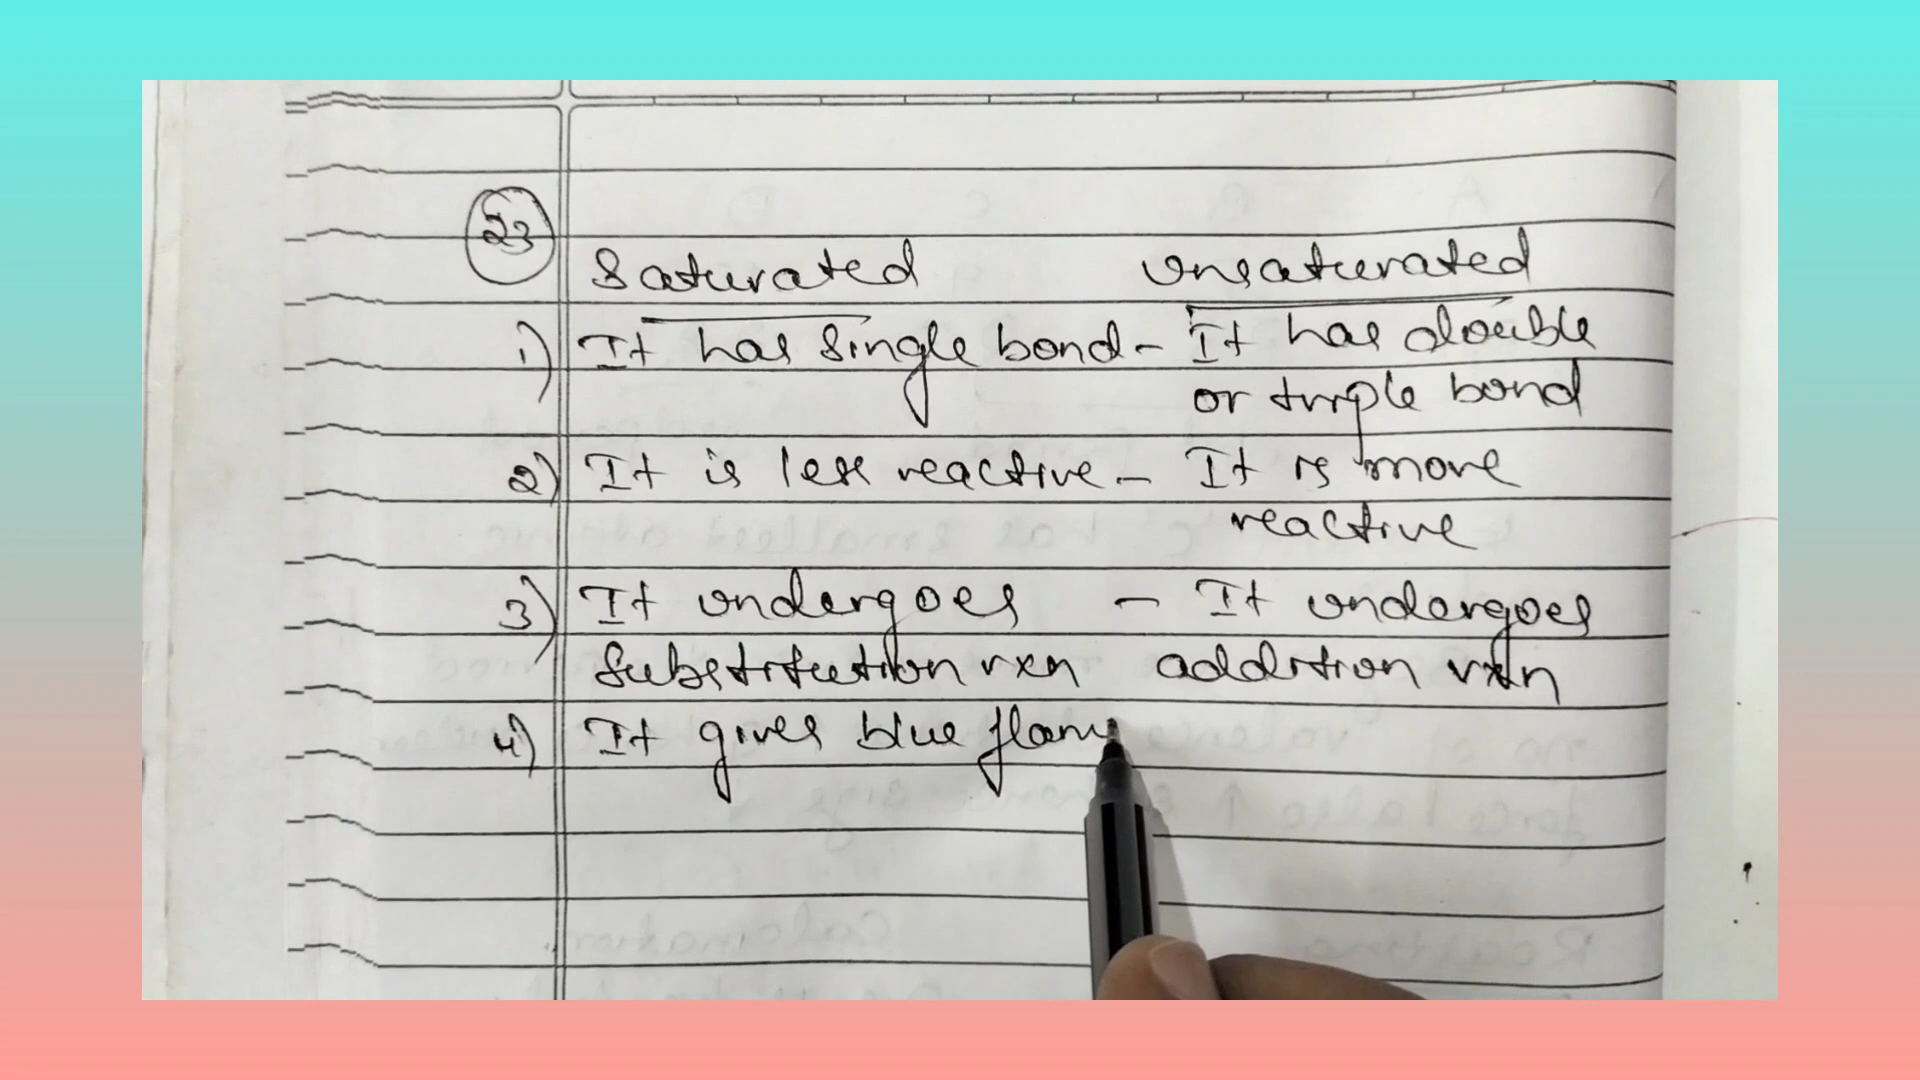 23
Saturated unsaturated
1) It has single bond - It has double
or triple bond
2) It is less reactive - It is more
reactive
3) It undergoes - It undergoes
Substitution rxn addition rxn
4) It gives blue flam